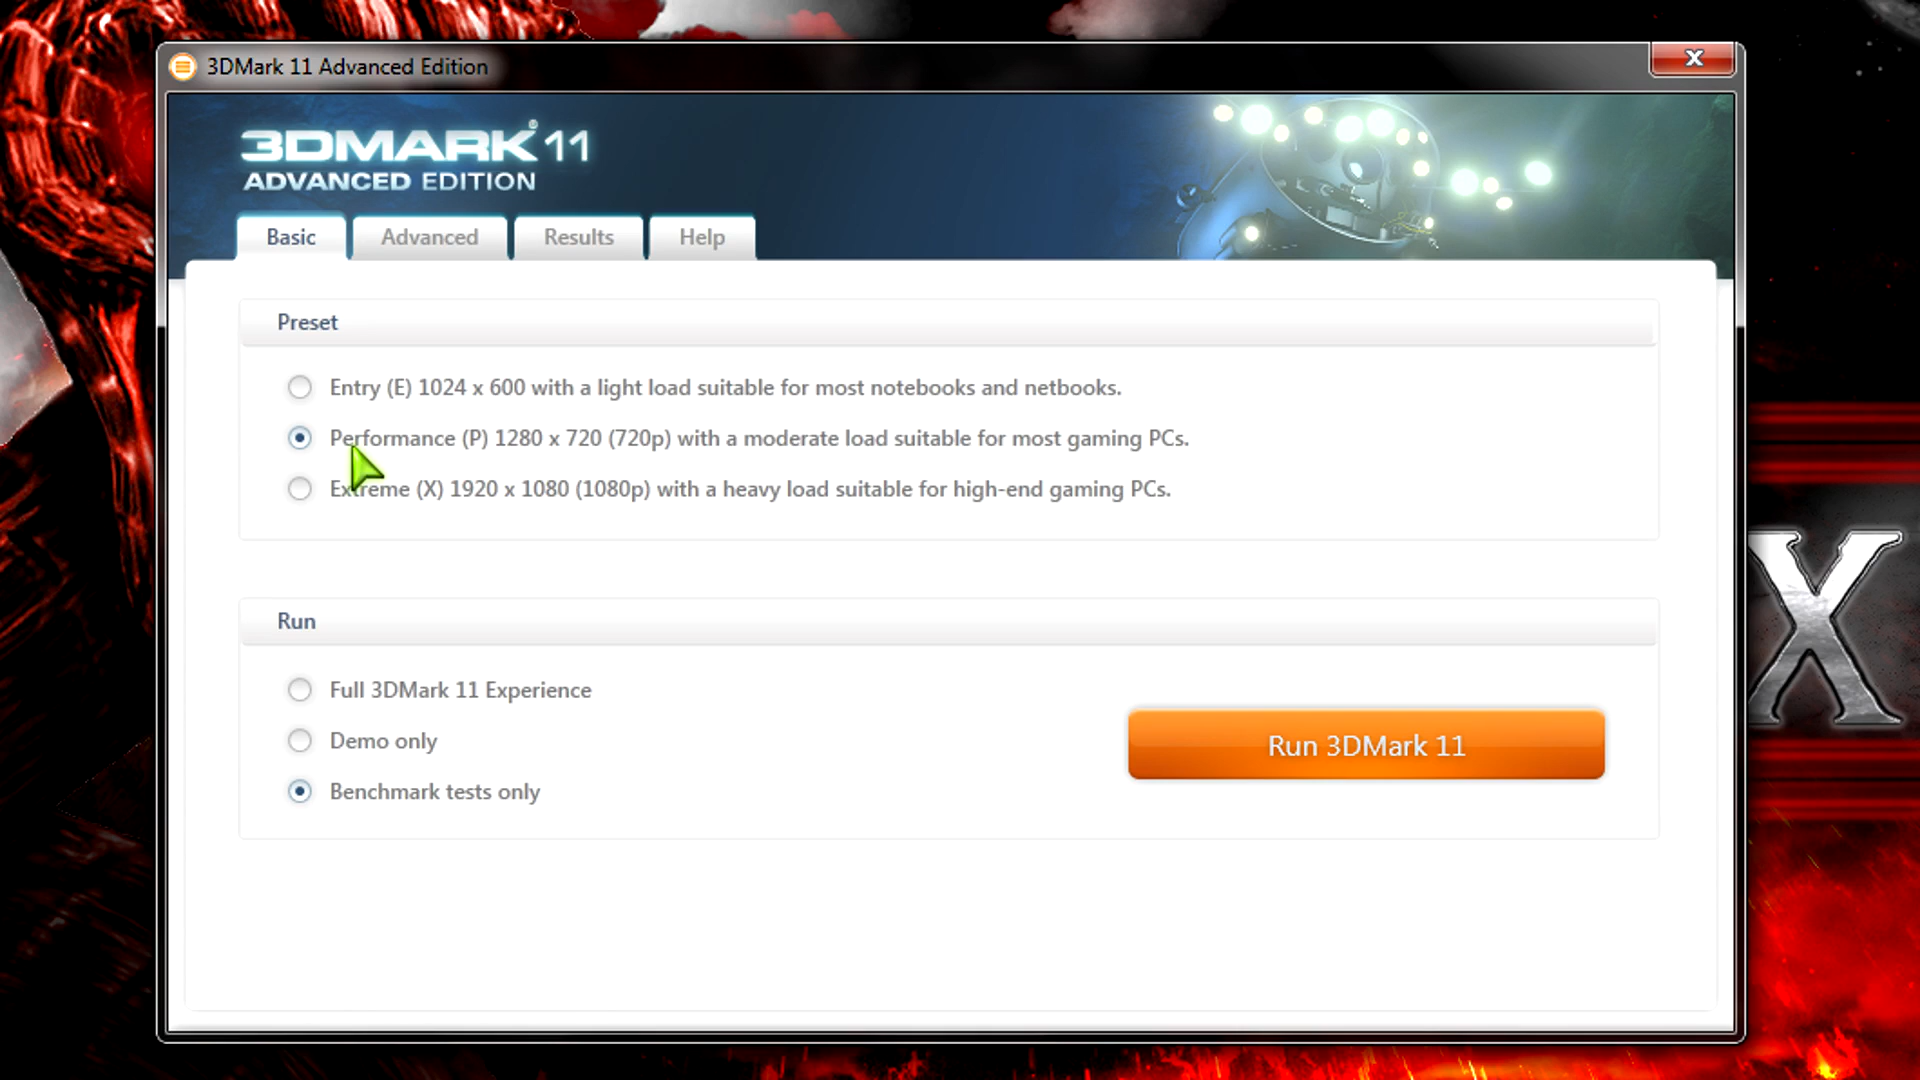 3DMark 11 Advanced Edition
X
3DMARK® 11
ADVANCED EDITION
Basic
Advanced
Results
Help
Preset
Entry (E) 1024 x 600 with a light load suitable for most notebooks and netbooks.
Performance (P) 1280 x 720 (720p) with a moderate load suitable for most gaming PCs.
Extreme (X) 1920 x 1080 (1080p) with a heavy load suitable for high-end gaming PCs.
X
Run
Full 3DMark 11 Experience
Demo only
Run 3DMark 11
Benchmark tests only